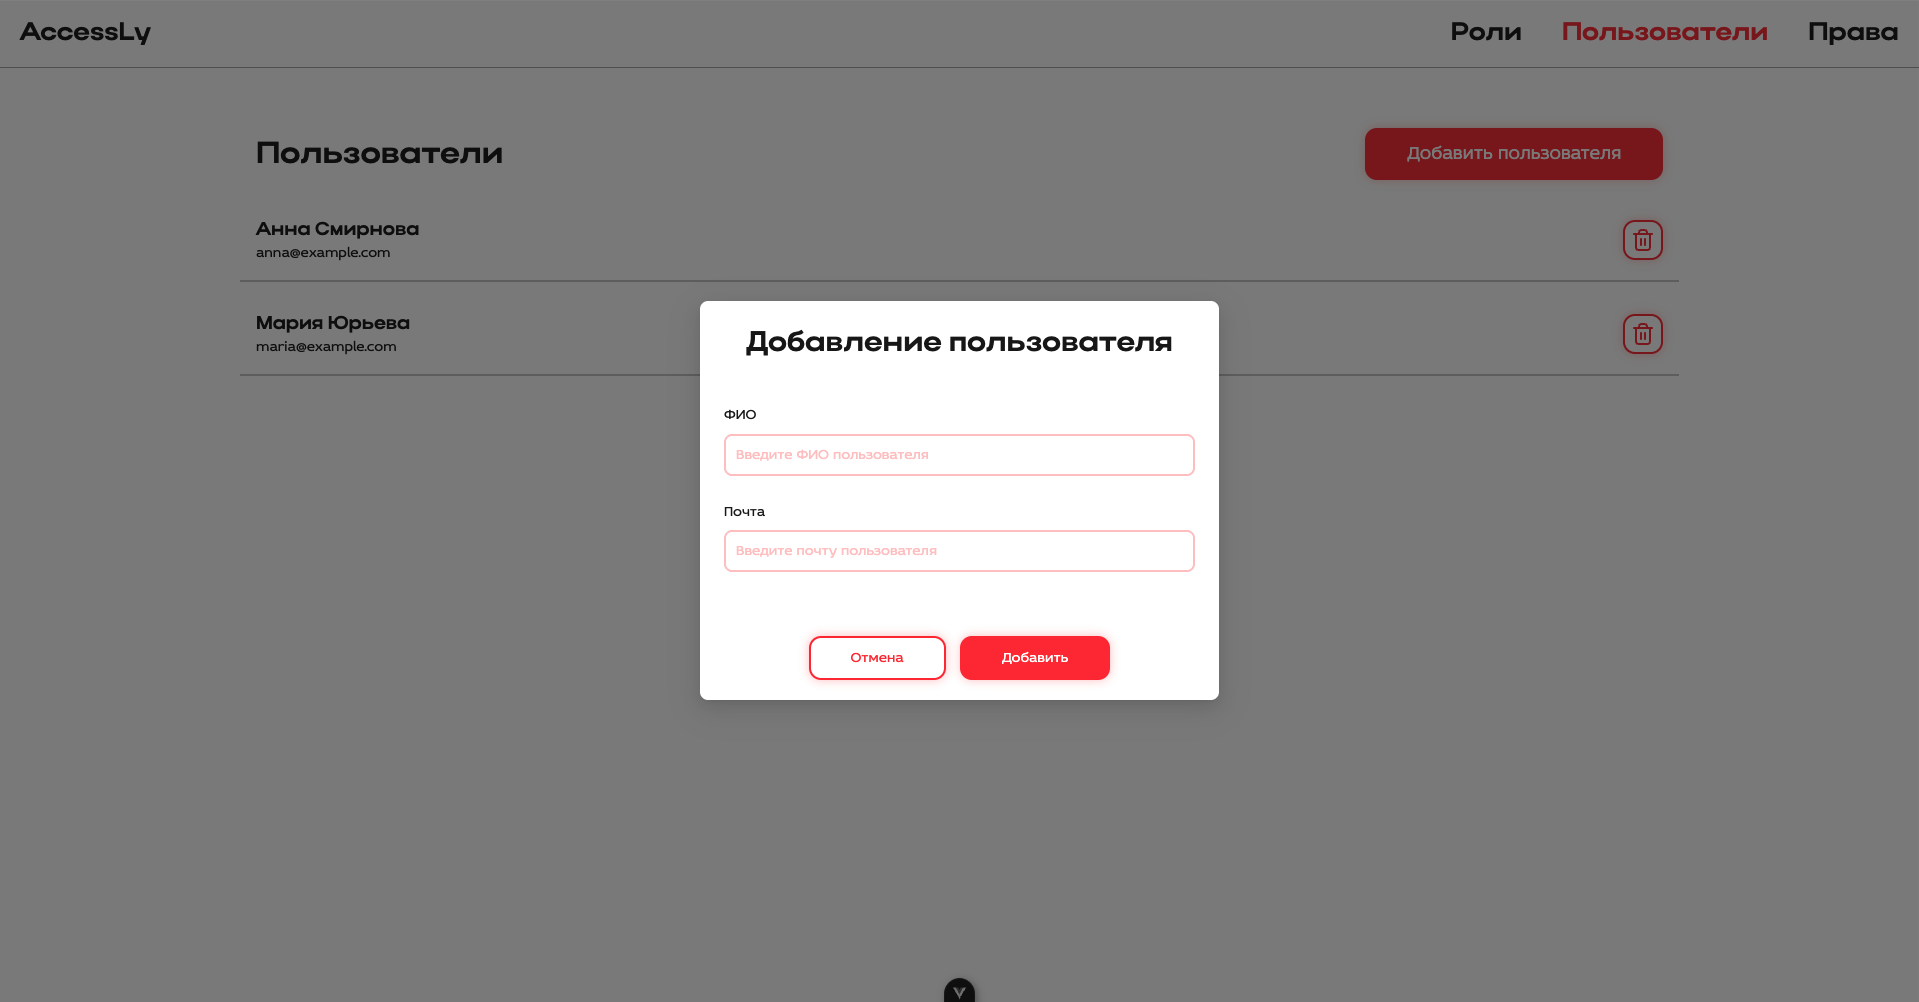 AccessLy
Роли
Пользователи
Права
Пользователи
Добавить пользователя
Анна Смирнова
anna@example.com
Мария Юрьева
maria@example.com
Добавление пользователя
ФИО
Введите ФИО пользователя
Почта
Введите почту пользователя
Отмена
Добавить